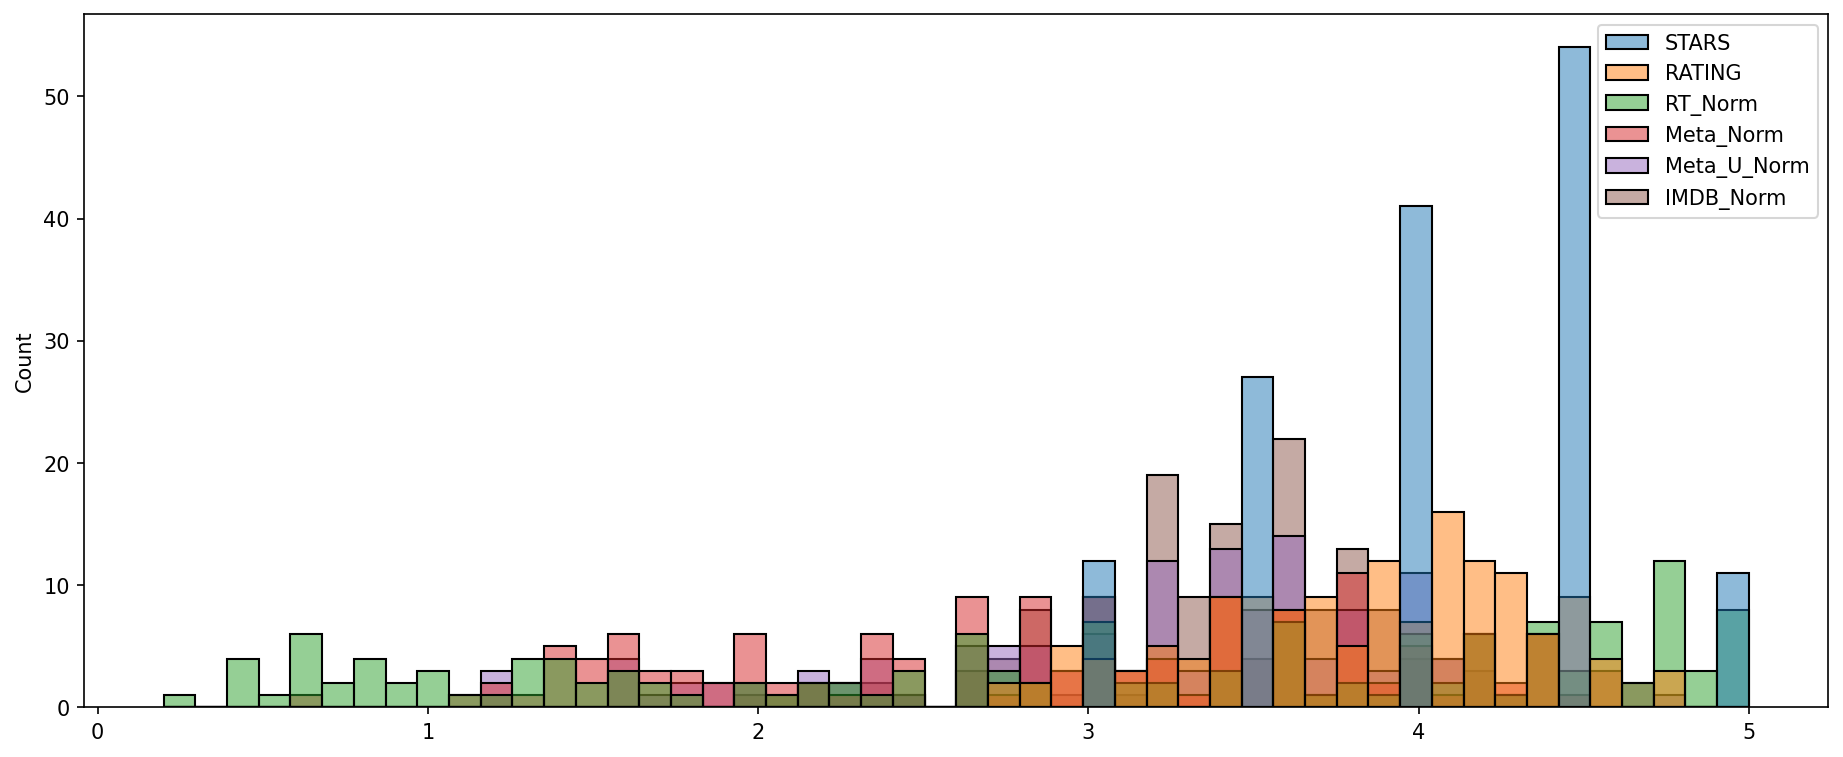 STARS
RATING
RT_Norm
Meta_Norm
Meta_U_Norm
IMDB_Norm
Count
50
40
30
20
10
0
0 1 2 3 4 5